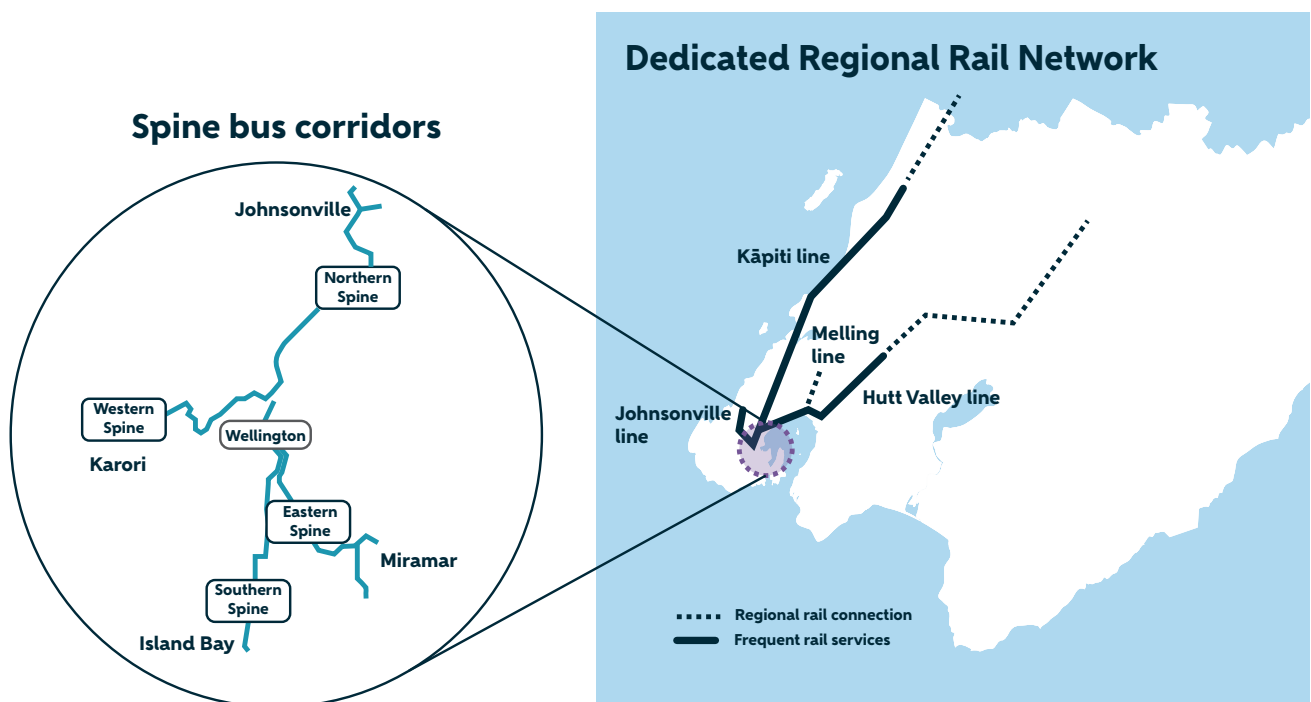 Dedicated Regional Rail Network
Spine bus corridors
Johnsonville
Northern
Spine
Western
Spine
Karori
Wellington
Eastern
Spine
Miramar
Southern
Spine
Island Bay
Kāpiti line
Melling
line
Hutt Valley line
Johnsonville
line
Regional rail connection
Frequent rail services